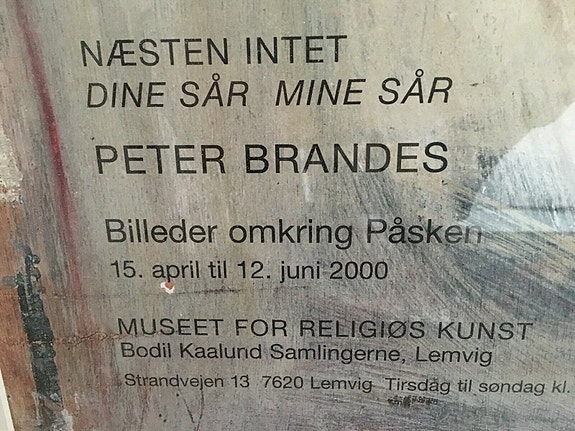 NÆSTEN INTET
DINE SÅR MINE SÅR
PETER BRANDES
Billeder omkring Påsken
15. april til 12. juni 2000
MUSEET FOR RELIGIØS KUNST
Bodil Kaalund Samlingerne, Lemvig
Strandvejen 13 7620 Lemvig Tirsdag til søndag kl.